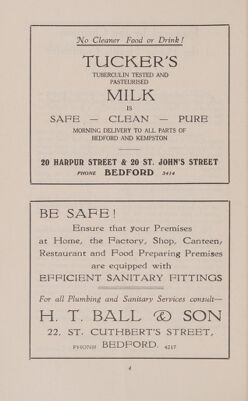 No Cleaner Food or Drink!
TUCKER'S
TUBERCULIN TESTED AND
PASTEURISED
MILK
IS
SAFE — CLEAN — PURE
MORNING DELIVERY TO ALL PARTS OF
BEDFORD AND KEMPSTON
20 HARPUR STREET & 20 ST. JOHN'S STREET
PHONE BEDFORD 3414
BE SAFE!
Ensure that your Premises
at Home, the Factory, Shop, Canteen,
Restaurant and Food Preparing Premises
are equipped with
EFFICIENT SANITARY FITTINGS
For all Plumbing and Sanitary Services consult—
H. T. BALL & SON
22, ST. CUTHBERT'S STREET,
PHONE BEDFORD. 4217
4